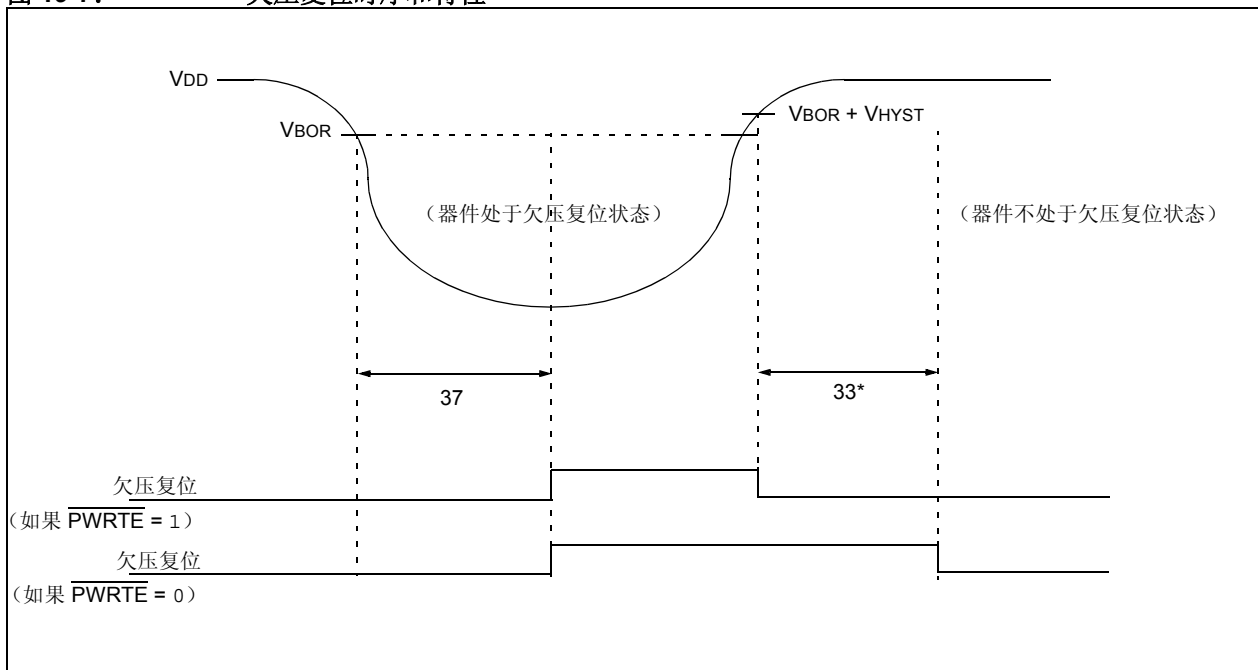 VDD
VBOR
VBOR + VHYST
（器件处于欠压复位状态）
（器件不处于欠压复位状态）
37
33*
欠压复位
（如果 PWRTE = 1）
欠压复位
（如果 PWRTE = 0）